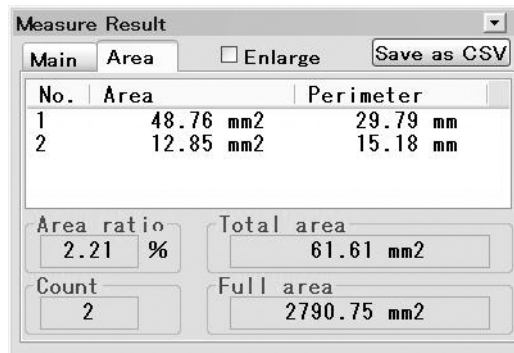 Measure Result
Main Area Enlarge Save as CSV
No. Area Perimeter
1 48.76 mm2 29.79 mm
2 12.85 mm2 15.18 mm
Area ratio Total area
2.21 % 61.61 mm2
Count Full area
2 2790.75 mm2